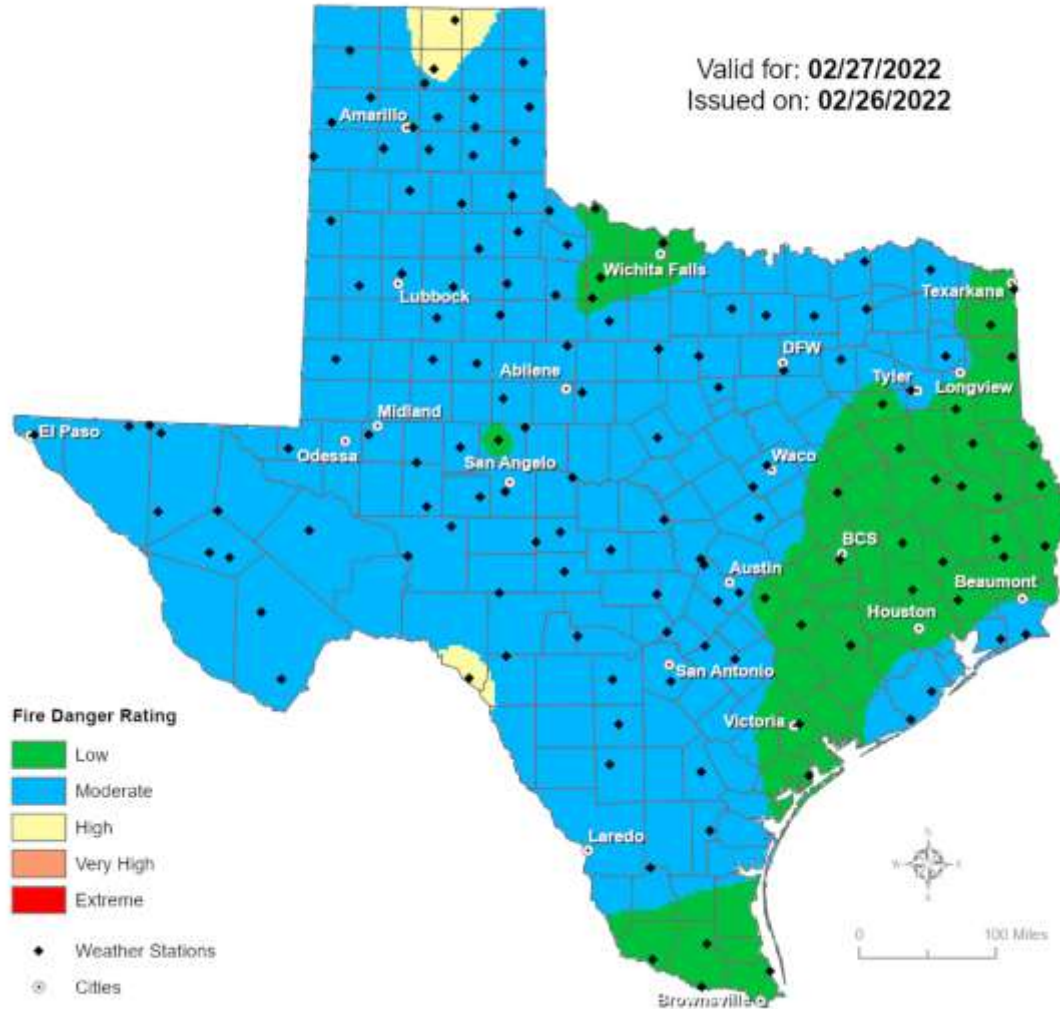 Valid for: 02/27/2022
Issued on: 02/26/2022
Amarillo
Wichita Falls
Lubbock
Texarkana
DFW
Abilene
Tyler
Longview
Midland
El Paso
Odessa
San Angelo
Waco
BCS
Austin
Beaumont
Houston
San Antonio
Victoria
Laredo
Brownsville
Fire Danger Rating
Low
Moderate
High
Very High
Extreme
Weather Stations
Cities
N
W E
S
0 100 Miles